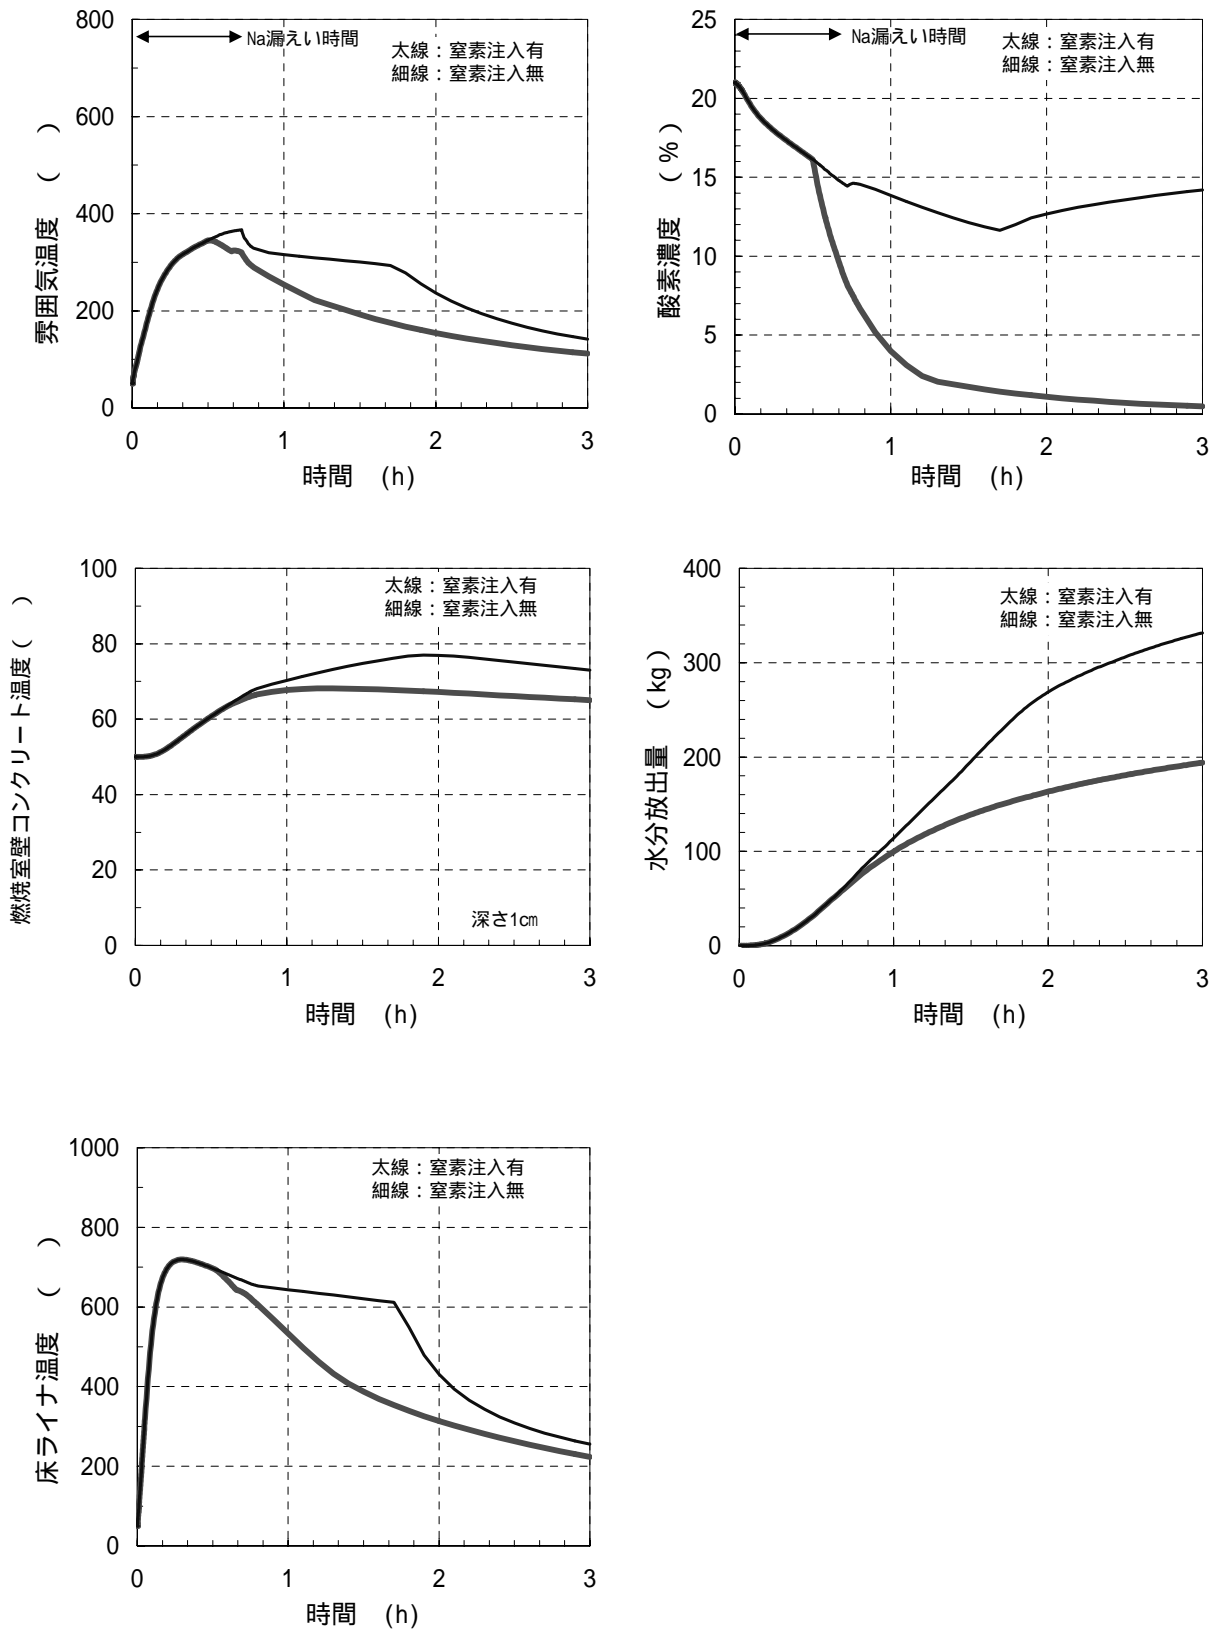 800
600
400
200
0
雰囲気温度 ( )
Na漏えい時間
太線：窒素注入有
細線：窒素注入無
0 1 2 3
時間 (h)
25
20
15
10
5
0
酸素濃度 (%)
Na漏えい時間
太線：窒素注入有
細線：窒素注入無
0 1 2 3
時間 (h)
100
80
60
40
20
0
燃焼室壁コンクリート温度( )
太線：窒素注入有
細線：窒素注入無
深さ1cm
0 1 2 3
時間 (h)
400
300
200
100
0
水分放出量 (kg)
太線：窒素注入有
細線：窒素注入無
0 1 2 3
時間 (h)
1000
800
600
400
200
0
床ライナ温度 ( )
太線：窒素注入有
細線：窒素注入無
0 1 2 3
時間 (h)